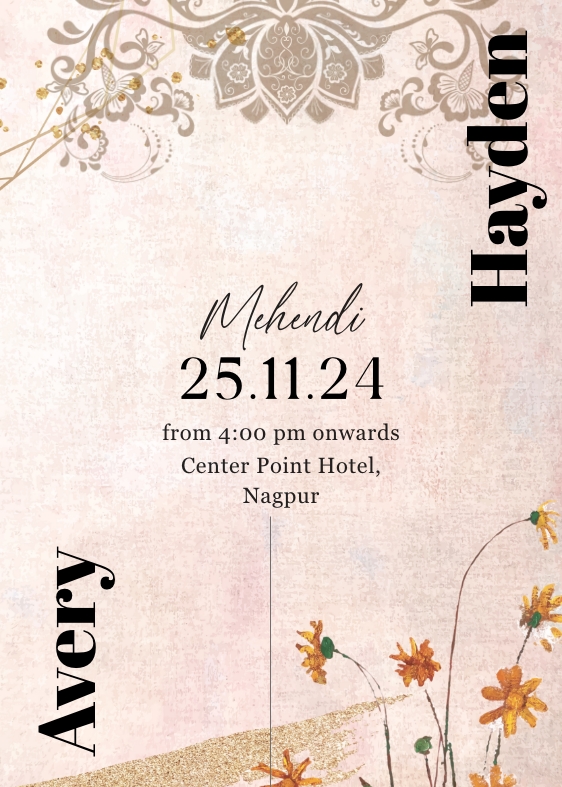 Hayden
Mehendi
25.11.24
from 4:00 pm onwards
Center Point Hotel,
Nagpur
Avery